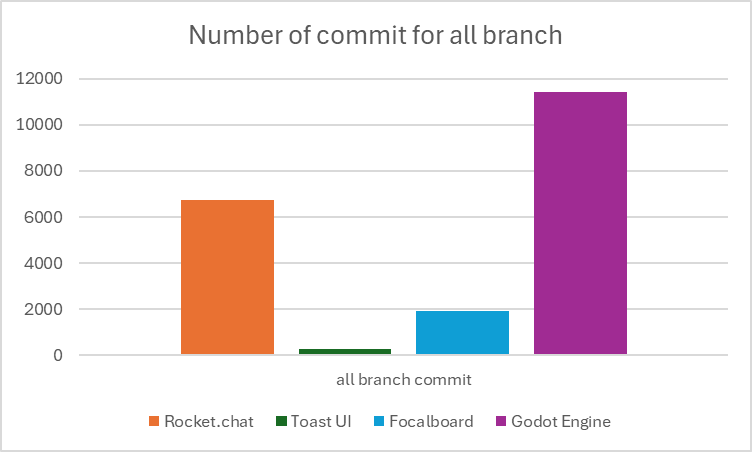 Number of commit for all branch
12000
10000
8000
6000
4000
2000
0
all branch commit
Rocket.chat Toast UI Focalboard Godot Engine